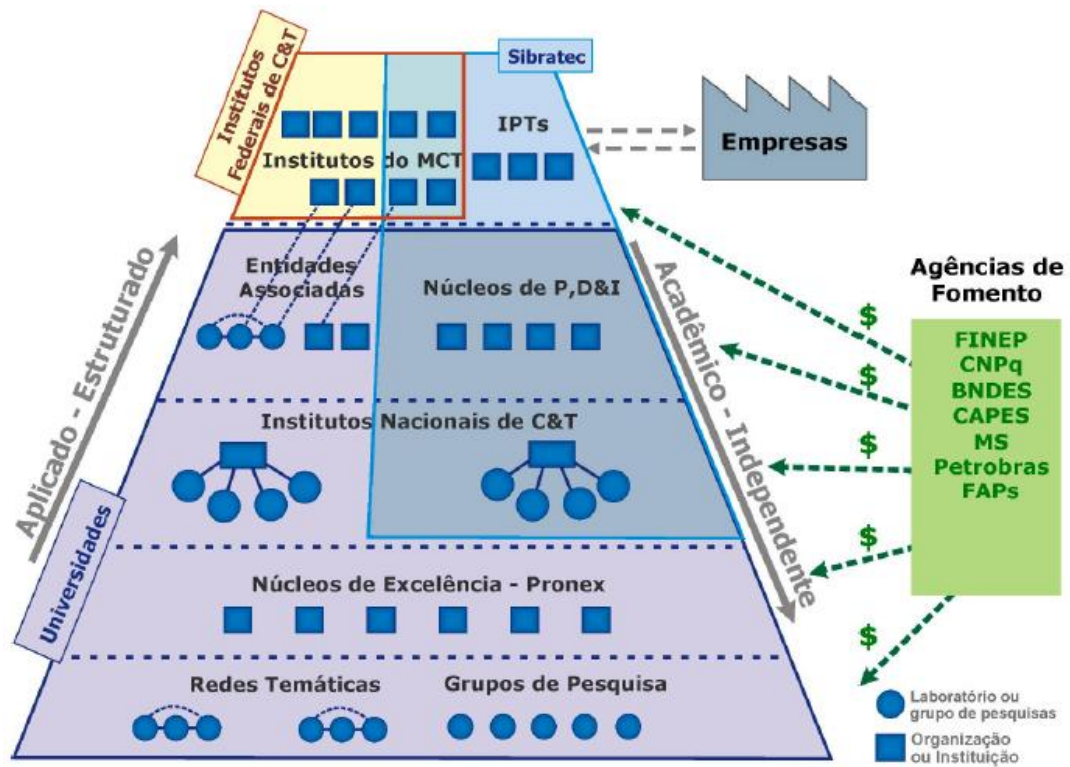 Institutos
Federais de C&T
Sibratec
IPTs
Institutos do MCT
Empresas
Aplicado - Estruturado
Acadêmico - Independente
Entidades
Associadas
Núcleos de P,D&I
Institutos Nacionais de C&T
Universidades
Núcleos de Excelência - Pronex
Redes Temáticas
Grupos de Pesquisa
Agências de
Fomento
$
$
$
$
$
FINEP
CNPq
BNDES
CAPES
MS
Petrobras
FAPs
Laboratório ou
grupo de pesquisas
Organização
ou Instituição